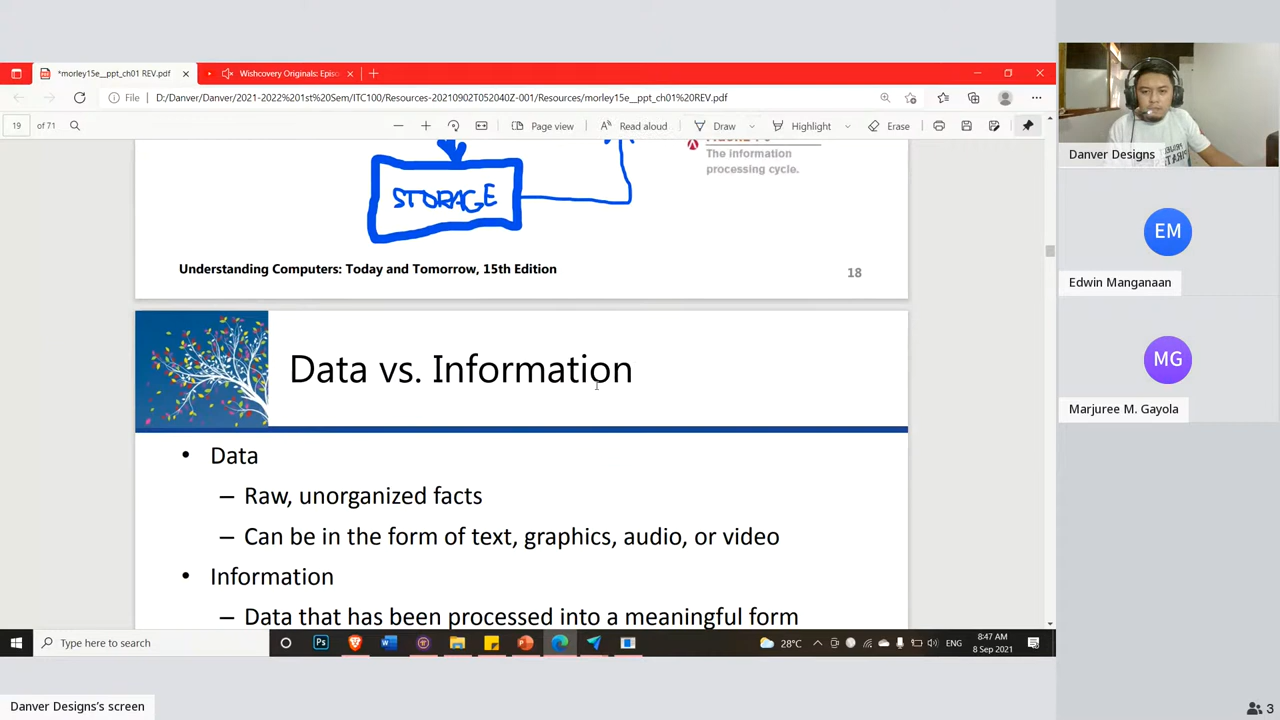 *morley15e__ppt_ch01 REV.pdf
Wishcovery Originals: Epis
File
D:/Danver/Danver/2021-2022%201st%20Sem/ITC100/Resources-20210902T052040Z-001/Resources/morley15e__ppt_ch01%20REV.pdf
19 of 71
Page view
Read aloud
Draw
Highlight
Erase
The information
processing cycle.
STORAGE
Understanding Computers: Today and Tomorrow, 15th Edition
18
Data vs. Information
• Data
– Raw, unorganized facts
– Can be in the form of text, graphics, audio, or video
• Information
– Data that has been processed into a meaningful form
Type here to search
Ps
28°C
ENG
8:47 AM
8 Sep 2021
Danver Designs's screen
Danver Designs
EM
Edwin Manganaan
MG
Marjuree M. Gayola
3